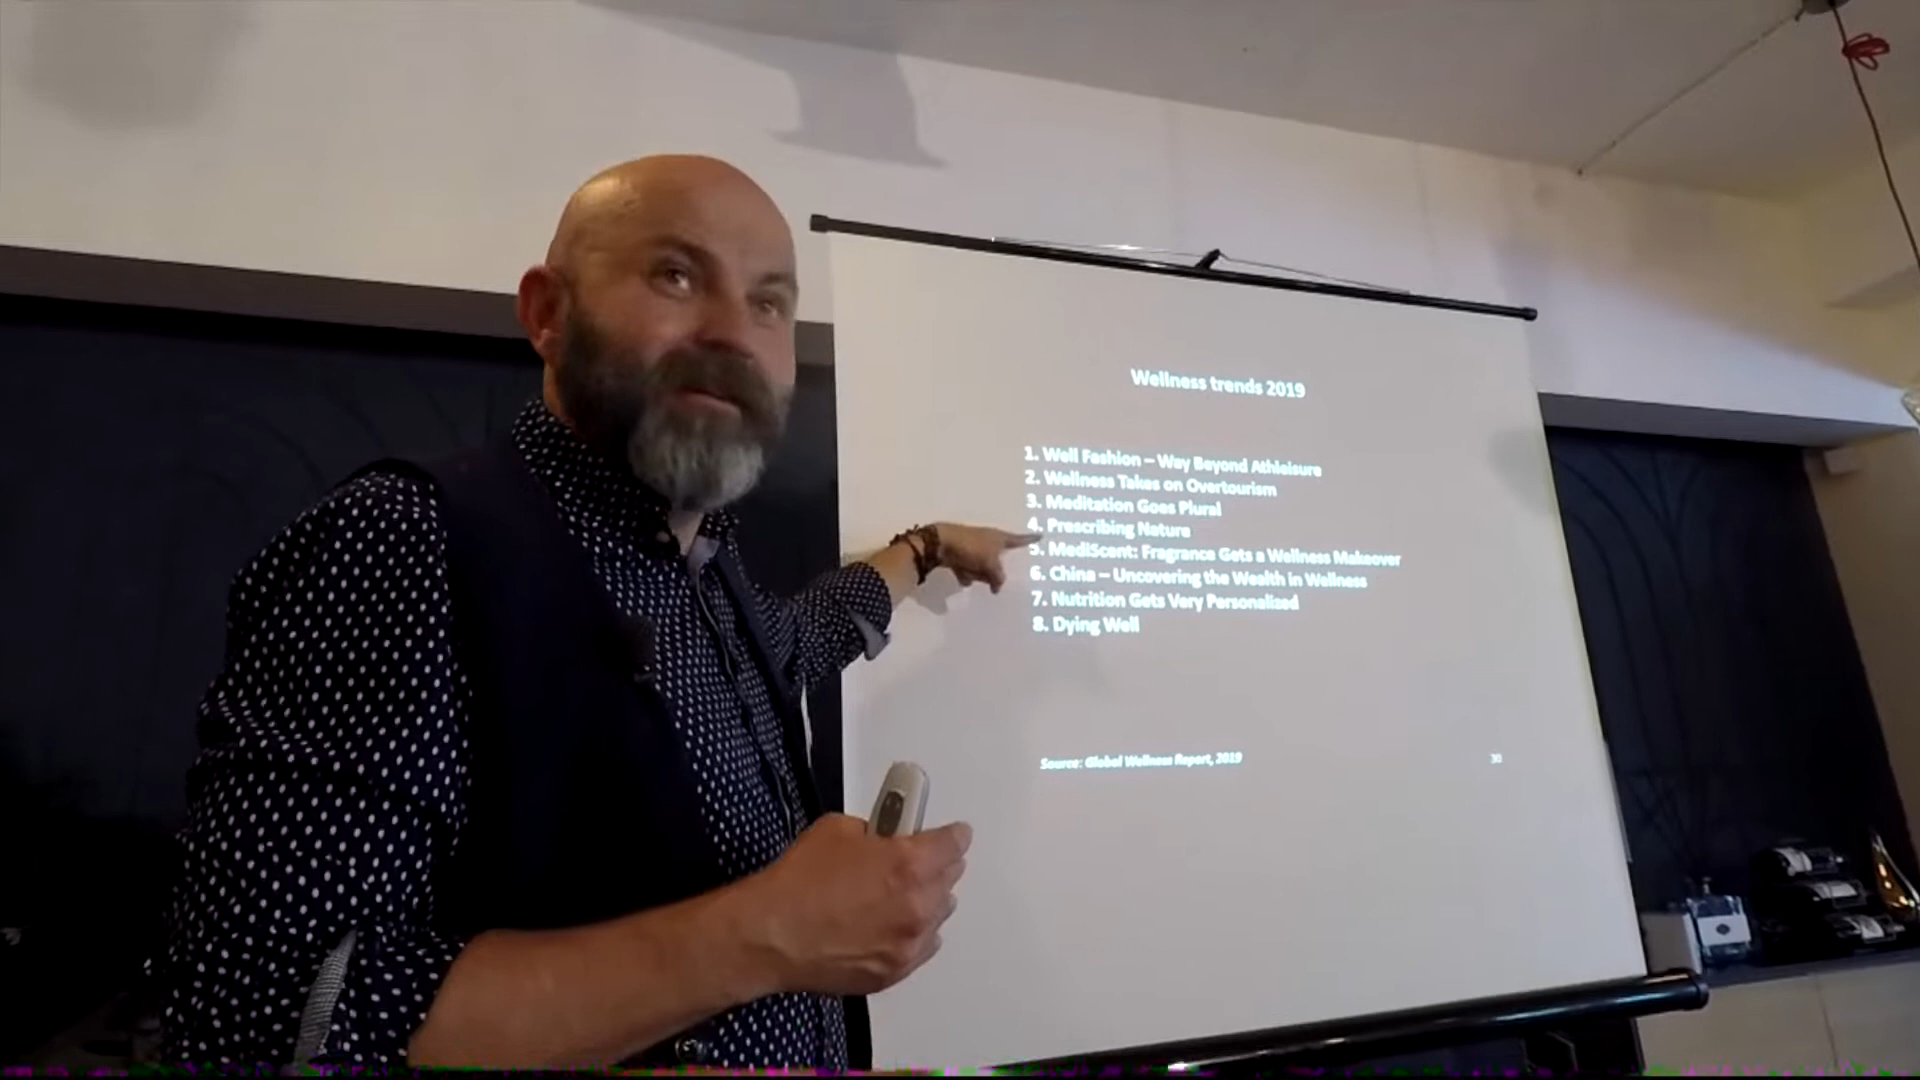 Wellness trends 2019
1. Well Fashion – Way Beyond Athleisure
2. Wellness Takes on Overtourism
3. Meditation Goes Plural
4. Prescribing Nature
5. MediScent: Fragrance Gets a Wellness Makeover
6. China – Uncovering the Wealth in Wellness
7. Nutrition Gets Very Personalized
8. Dying Well
Source: Global Wellness Report, 2019
30